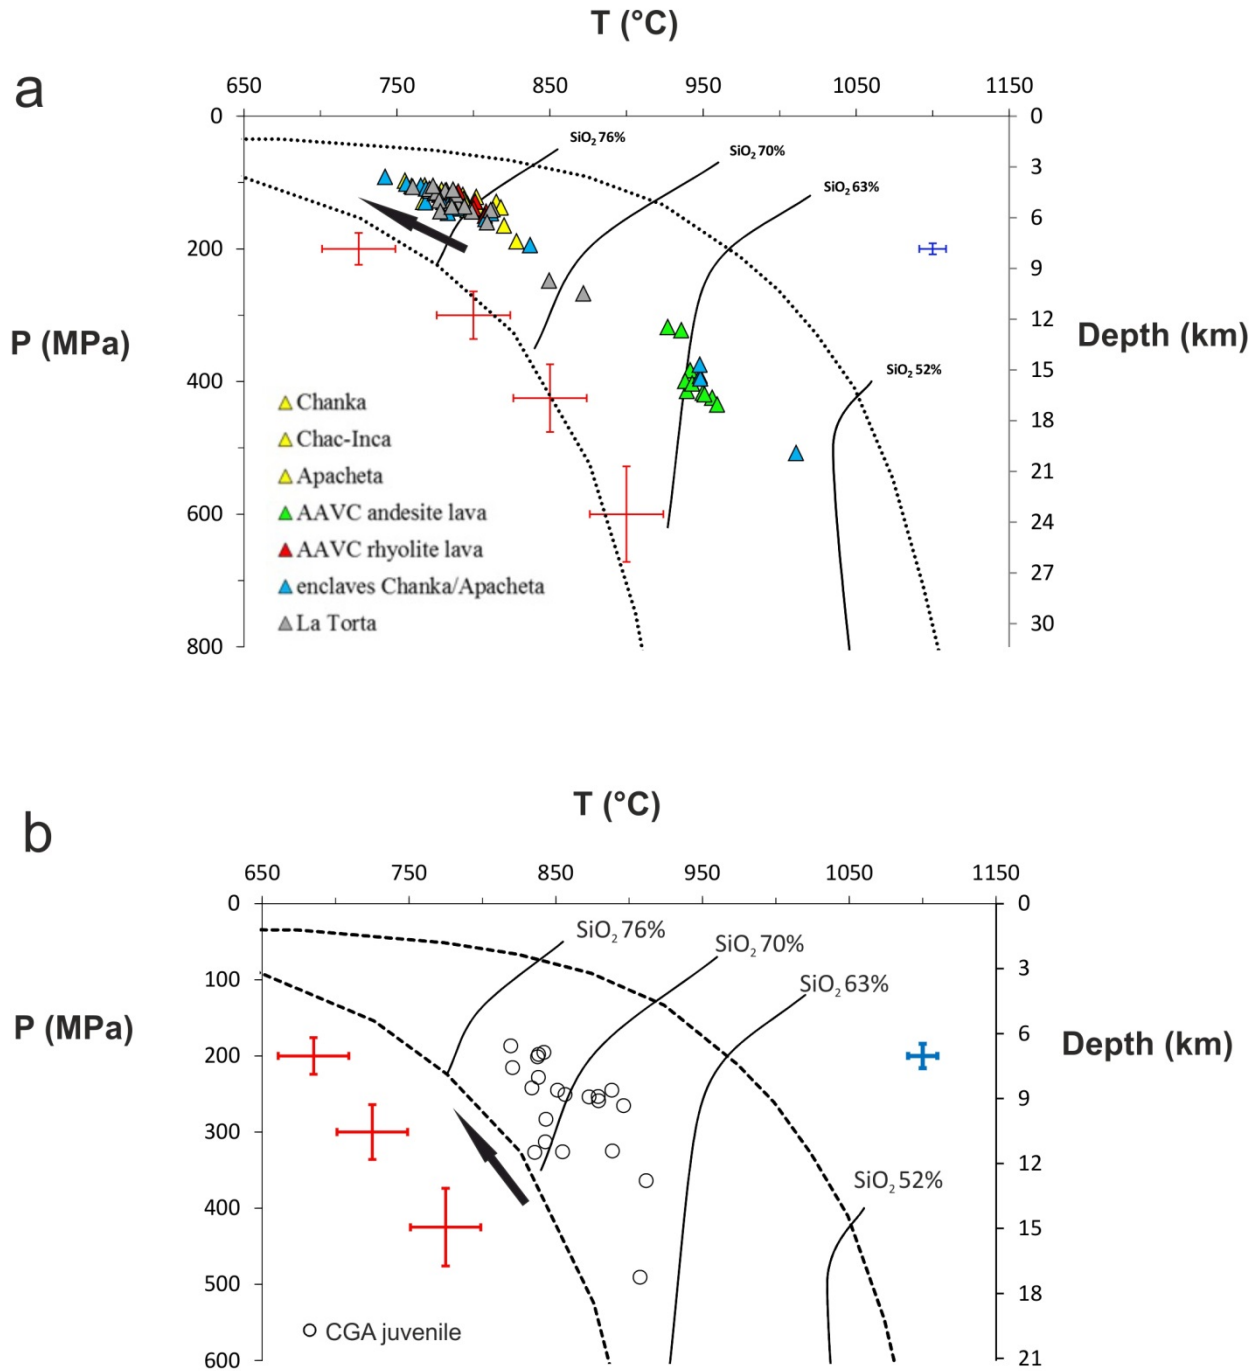 T (°C)
a
650 750 850 950 1050 1150
0 0
SiO₂ 76%
SiO₂ 70%
3
SiO₂ 63%
6
200
9
P (MPa) 12 Depth (km)
SiO₂ 52%
400 15
Chanka
18
Chac-Inca
Apacheta 21
AAVC andesite lava
600 24
AAVC rhyolite lava
27
enclaves Chanka/Apacheta
La Torta 30
800
T (°C)
b
650 750 850 950 1050 1150
0 0
SiO₂ 76%
SiO₂ 70%
3
100
SiO₂ 63%
P (MPa) 6 Depth (km)
200
9
300
12
SiO₂ 52%
400
15
500
18
CGA juvenile
600 21